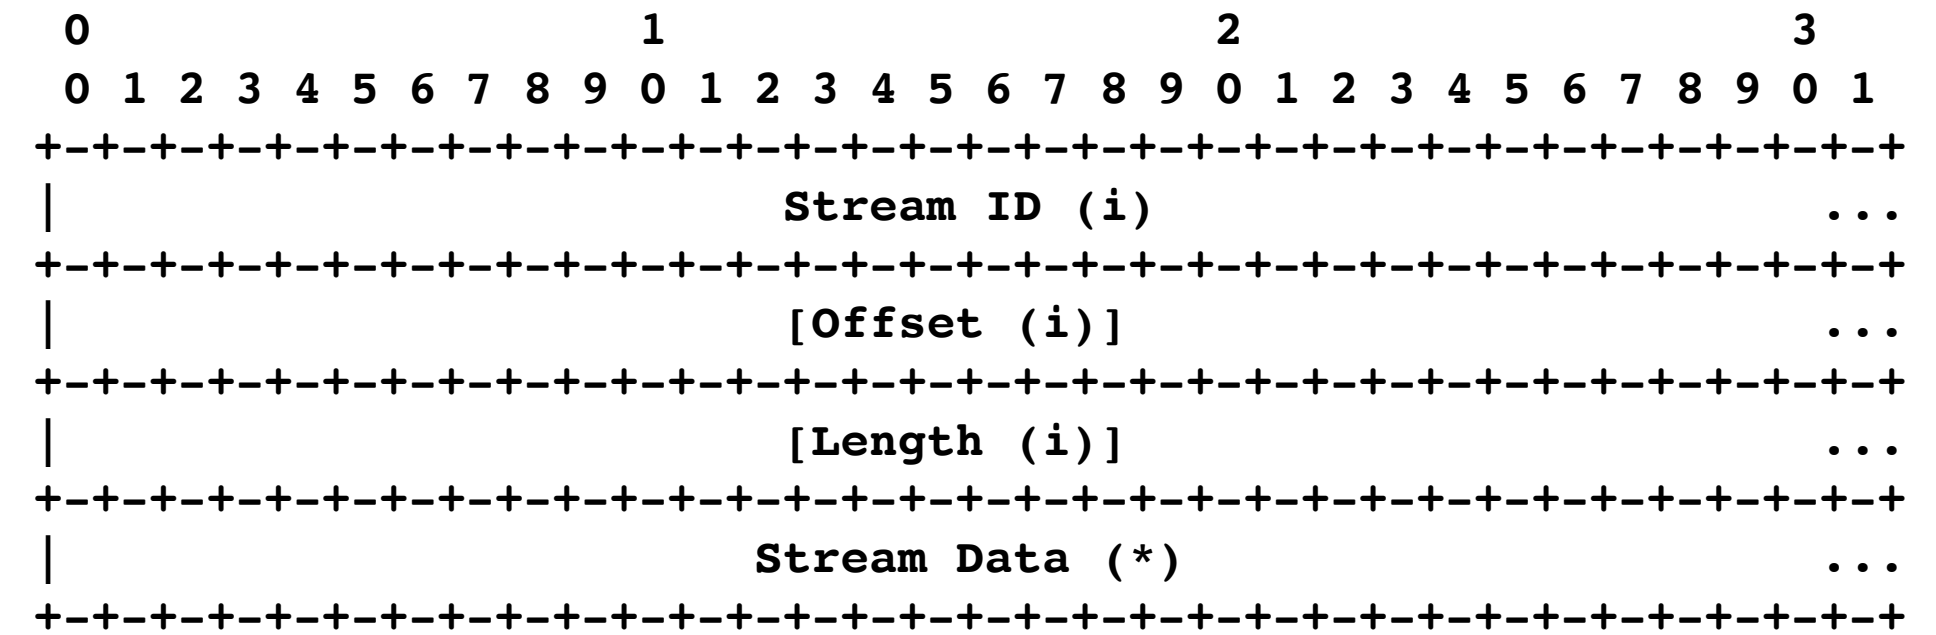 0                   1                   2                   3
 0 1 2 3 4 5 6 7 8 9 0 1 2 3 4 5 6 7 8 9 0 1 2 3 4 5 6 7 8 9 0 1
+-+-+-+-+-+-+-+-+-+-+-+-+-+-+-+-+-+-+-+-+-+-+-+-+-+-+-+-+-+-+-+-+
|                         Stream ID (i)                       ...
+-+-+-+-+-+-+-+-+-+-+-+-+-+-+-+-+-+-+-+-+-+-+-+-+-+-+-+-+-+-+-+-+
|                         [Offset (i)]                        ...
+-+-+-+-+-+-+-+-+-+-+-+-+-+-+-+-+-+-+-+-+-+-+-+-+-+-+-+-+-+-+-+-+
|                         [Length (i)]                        ...
+-+-+-+-+-+-+-+-+-+-+-+-+-+-+-+-+-+-+-+-+-+-+-+-+-+-+-+-+-+-+-+-+
|                        Stream Data (*)                      ...
+-+-+-+-+-+-+-+-+-+-+-+-+-+-+-+-+-+-+-+-+-+-+-+-+-+-+-+-+-+-+-+-+